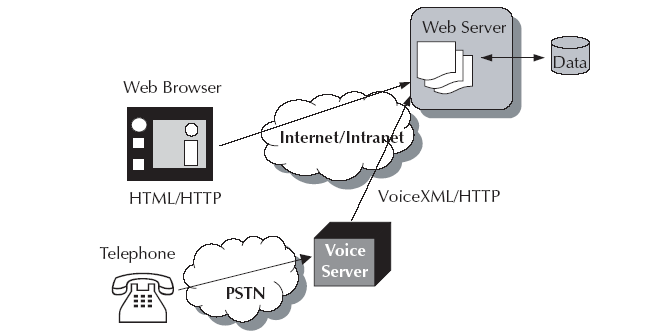 Web Server
Data
Web Browser
Internet/Intranet
HTML/HTTP
VoiceXML/HTTP
Telephone
Voice
Server
PSTN